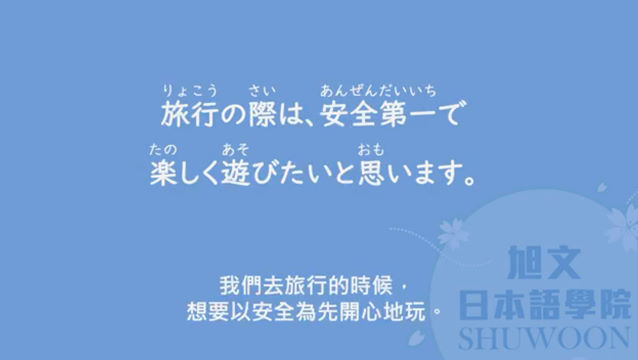 りょこう さい あんぜんだいいち
旅行の際は、安全第一で
たの あそ おも
楽しく遊びたいと思います。
我們去旅行的時候，
想要以安全為先開心地玩。
旭文
日本語學院
SHUWOON